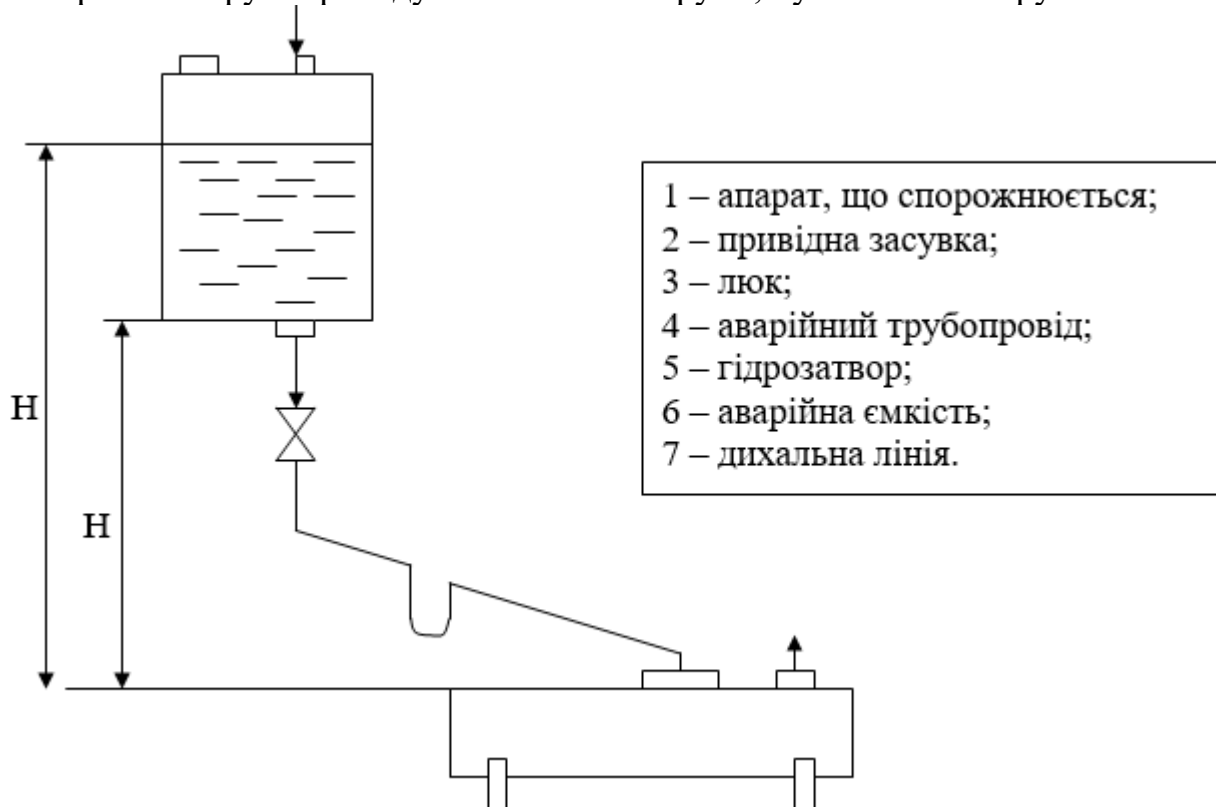 H
H
1 – апарат, що спорожнюється;
2 – привідна засувка;
3 – люк;
4 – аварійний трубопровід;
5 – гідрозатвор;
6 – аварійна ємкість;
7 – дихальна лінія.